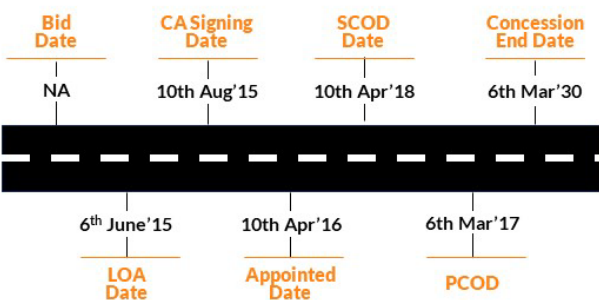 Bid
Date
CA Signing
Date
SCOD
Date
Concession
End Date
NA
10th Aug'15
10th Apr'18
6th Mar'30
6th June'15
10th Apr'16
6th Mar'17
LOA
Date
Appointed
Date
PCOD